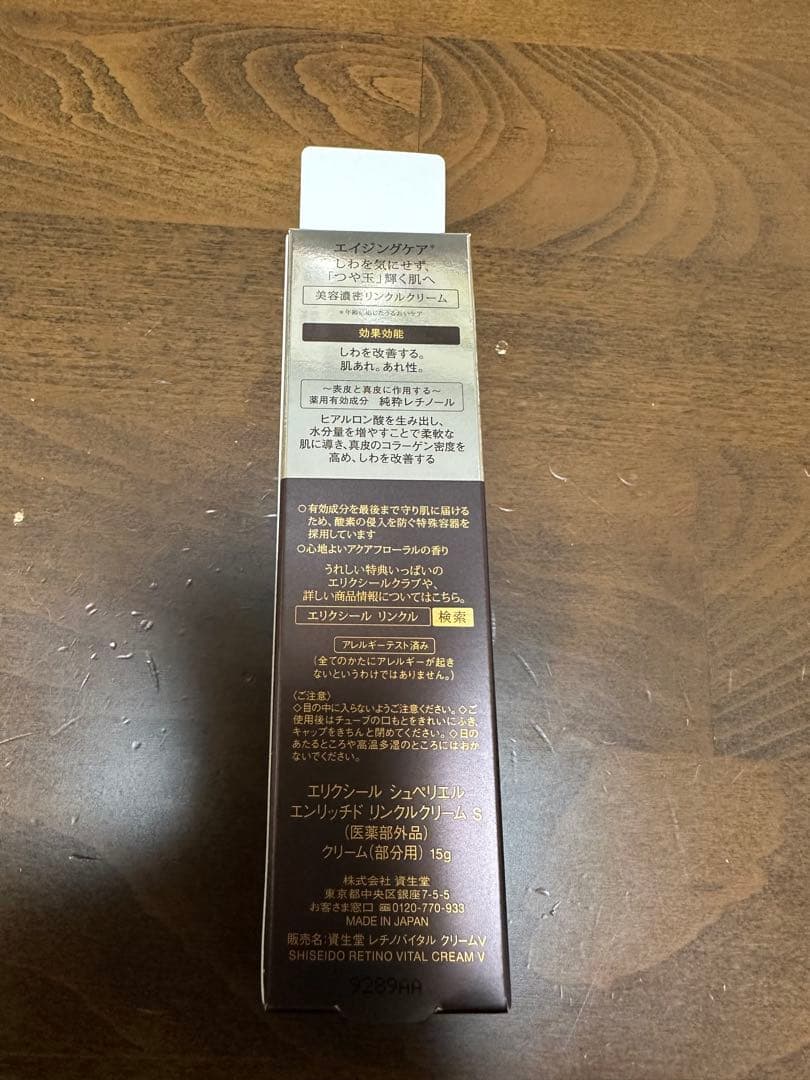 エイジングケア*
しわを気にせず、
「つや玉」輝く肌へ
美容濃密リンクルクリーム
*年齢に応じたうるおいケア
効果効能
しわを改善する。
肌あれ。あれ性。
～表皮と真皮に作用する～
薬用有効成分 純粋レチノール
ヒアルロン酸を生み出し、
水分量を増やすことで柔軟な
肌に導き、真皮のコラーゲン密度を
高め、しわを改善する
○有効成分を最後まで守り肌に届ける
ため、酸素の侵入を防ぐ特殊容器を
採用しています
○心地よいアクアフローラルの香り
うれしい特典いっぱいの
エリクシールクラブや、
詳しい商品情報についてはこちら。
エリクシール リンクル 検索
アレルギーテスト済み
(全てのかたにアレルギーが起き
ないというわけではありません。)
〈ご注意〉
◇目の中に入らないようご注意ください。◇ご
使用後はチューブの口もとをきれいにふき、
キャップをきちんと閉めてください。◇日の
あたるところや高温多湿のところにはおか
ないでください。
エリクシール シュペリエル
エンリッチド リンクルクリーム S
(医薬部外品)
クリーム(部分用) 15g
株式会社 資生堂
東京都中央区銀座7-5-5
お客さま窓口 0120-770-933
MADE IN JAPAN
販売名:資生堂 レチノバイタル クリームV
SHISEIDO RETINO VITAL CREAM V
9289AA